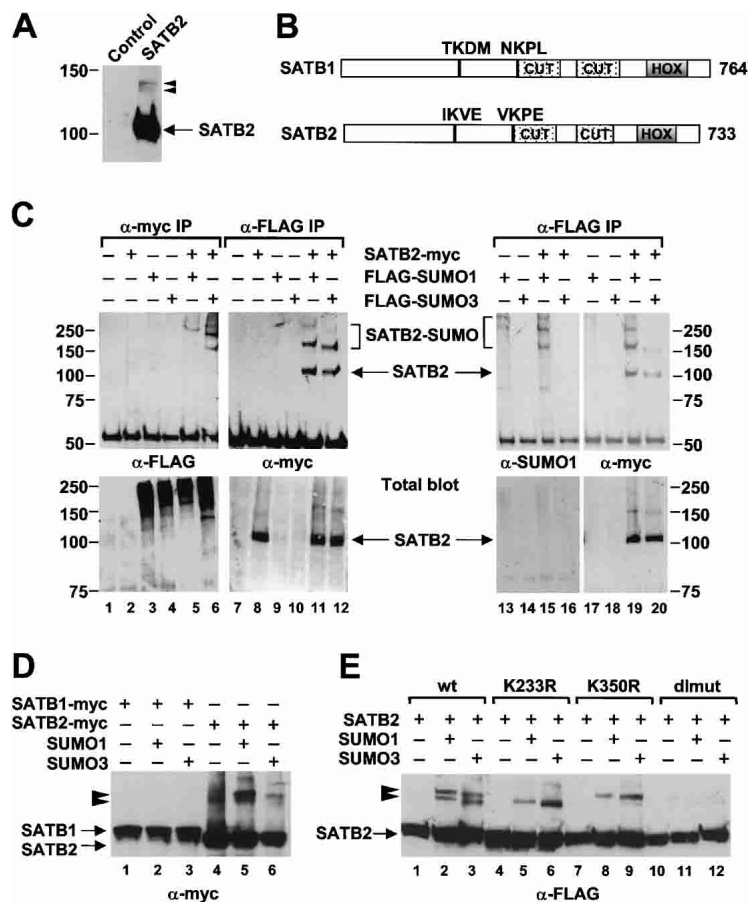 A
Control
SATB2
150
100
SATB2
B
TKDM NKPL
SATB1
CUT
CUT
HOX
764
IKVE VKPE
SATB2
CUT
CUT
HOX
733
C
α-myc IP
α-FLAG IP
α-FLAG IP
– + – – + + – + – – + + SATB2-myc – – + – – – + –
– – + – + – – – + – + – FLAG-SUMO1 + – + – + – + –
– – – + – + – – – + – + FLAG-SUMO3 – + – + – + – +
250
150
100
75
50
SATB2-SUMO
SATB2
250
150
100
75
50
α-FLAG
α-myc
Total blot
α-SUMO1
α-myc
250
150
100
75
SATB2
250
150
100
75
1 2 3 4 5 6 7 8 9 10 11 12 13 14 15 16 17 18 19 20
D
SATB1-myc + + + – – –
SATB2-myc – – – + + +
SUMO1 – + – – + –
SUMO3 – – + – – +
SATB1
SATB2
1 2 3 4 5 6
α-myc
E
wt K233R K350R dlmut
SATB2 + + + + + + + + + + + +
SUMO1 – + – – + – – + – – + –
SUMO3 – – + – – + – – + – – +
SATB2
1 2 3 4 5 6 7 8 9 10 11 12
α-FLAG